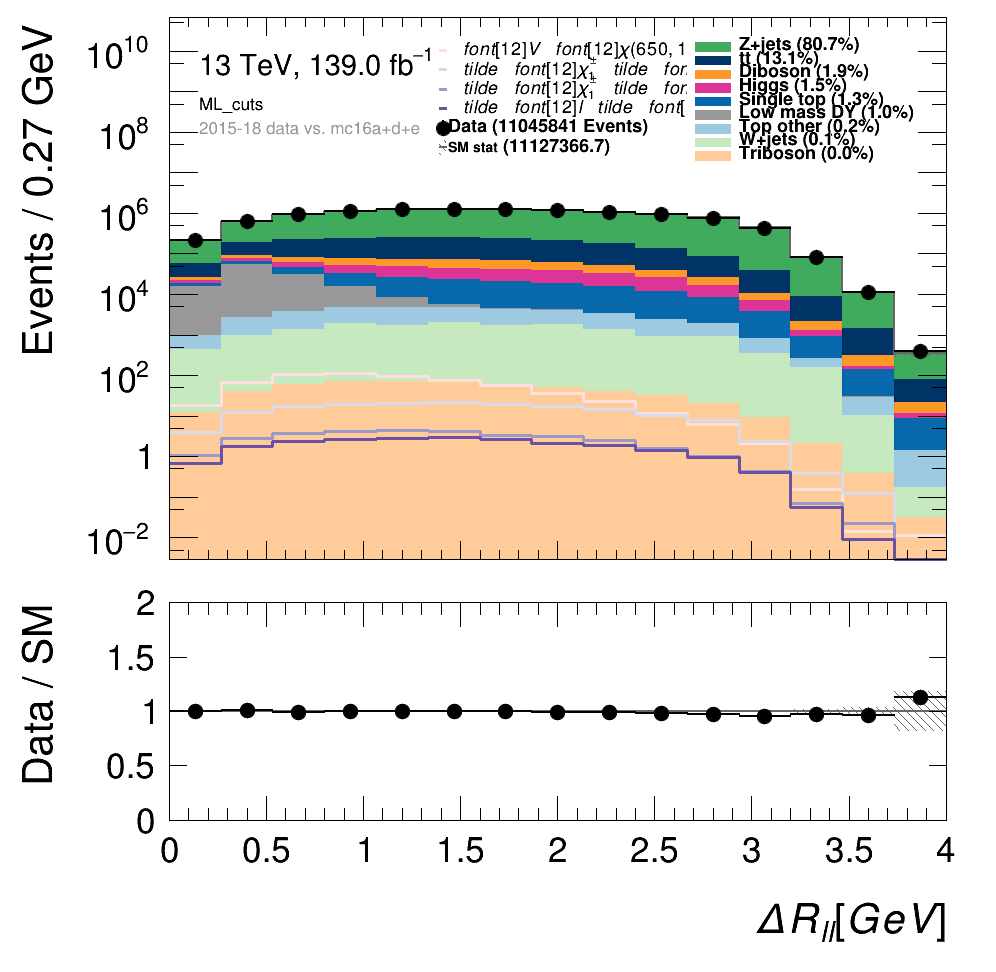 Events / 0.27 GeV
10^10
10^8
10^6
10^4
10^2
1
10^−2
13 TeV, 139.0 fb^−1
ML_cuts
2015-18 data vs. mc16a+d+e
font[12]V font[12]χ(650, 1
tilde font[12]χ^±_1 tilde for
tilde font[12]χ^±_1 tilde for
tilde font[12]l tilde font[
Data (11045841 Events)
SM stat (11127366.7)
Z+jets (80.7%)
tt̄ (13.1%)
Diboson (1.9%)
Higgs (1.5%)
Single top (1.3%)
Low mass DY (1.0%)
Top other (0.2%)
W+jets (0.1%)
Triboson (0.0%)
Data / SM
2
1.5
1
0.5
0
0 0.5 1 1.5 2 2.5 3 3.5 4
ΔR_ll[GeV]